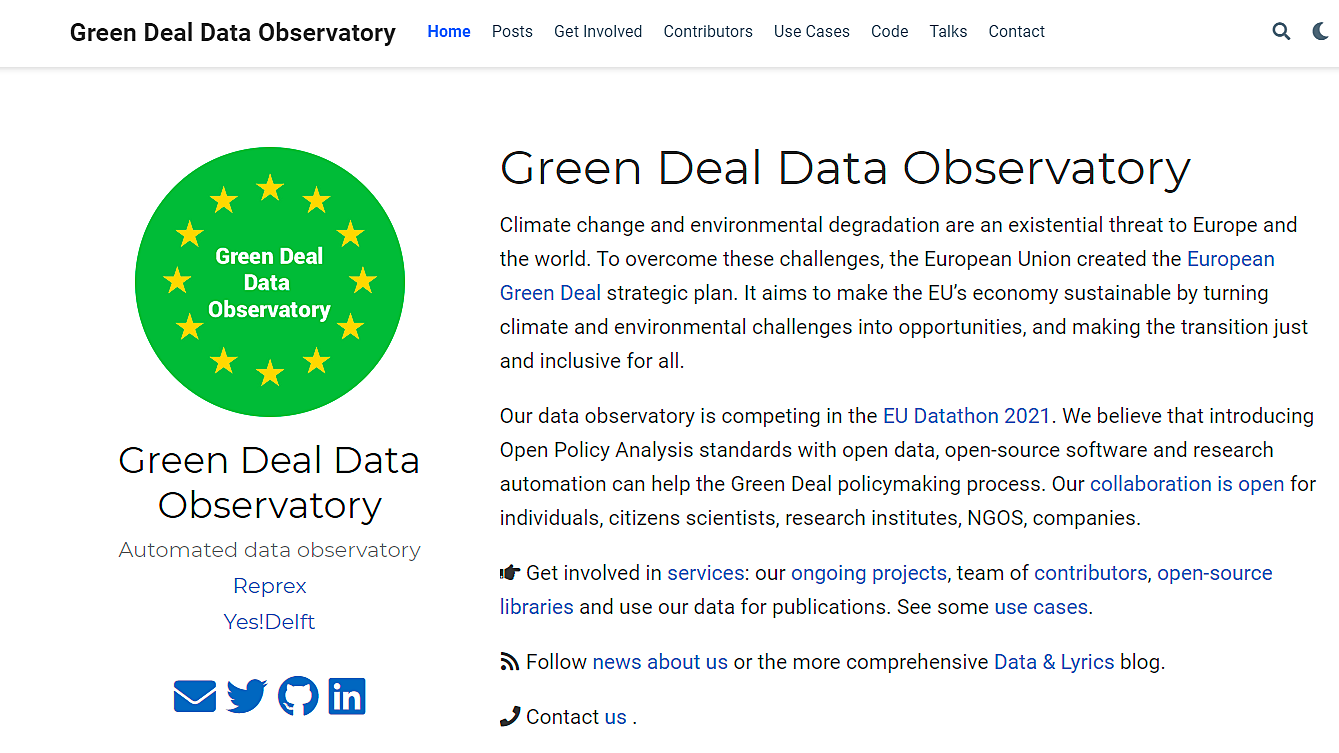 Green Deal Data Observatory Home Posts Get Involved Contributors Use Cases Code Talks Contact
Green Deal
Data
Observatory
Green Deal Data
Observatory
Automated data observatory
Reprex
Yes!Delft
Green Deal Data Observatory
Climate change and environmental degradation are an existential threat to Europe and
the world. To overcome these challenges, the European Union created the European
Green Deal strategic plan. It aims to make the EU’s economy sustainable by turning
climate and environmental challenges into opportunities, and making the transition just
and inclusive for all.
Our data observatory is competing in the EU Datathon 2021. We believe that introducing
Open Policy Analysis standards with open data, open-source software and research
automation can help the Green Deal policymaking process. Our collaboration is open for
individuals, citizens scientists, research institutes, NGOS, companies.
Get involved in services: our ongoing projects, team of contributors, open-source
libraries and use our data for publications. See some use cases.
Follow news about us or the more comprehensive Data & Lyrics blog.
Contact us .